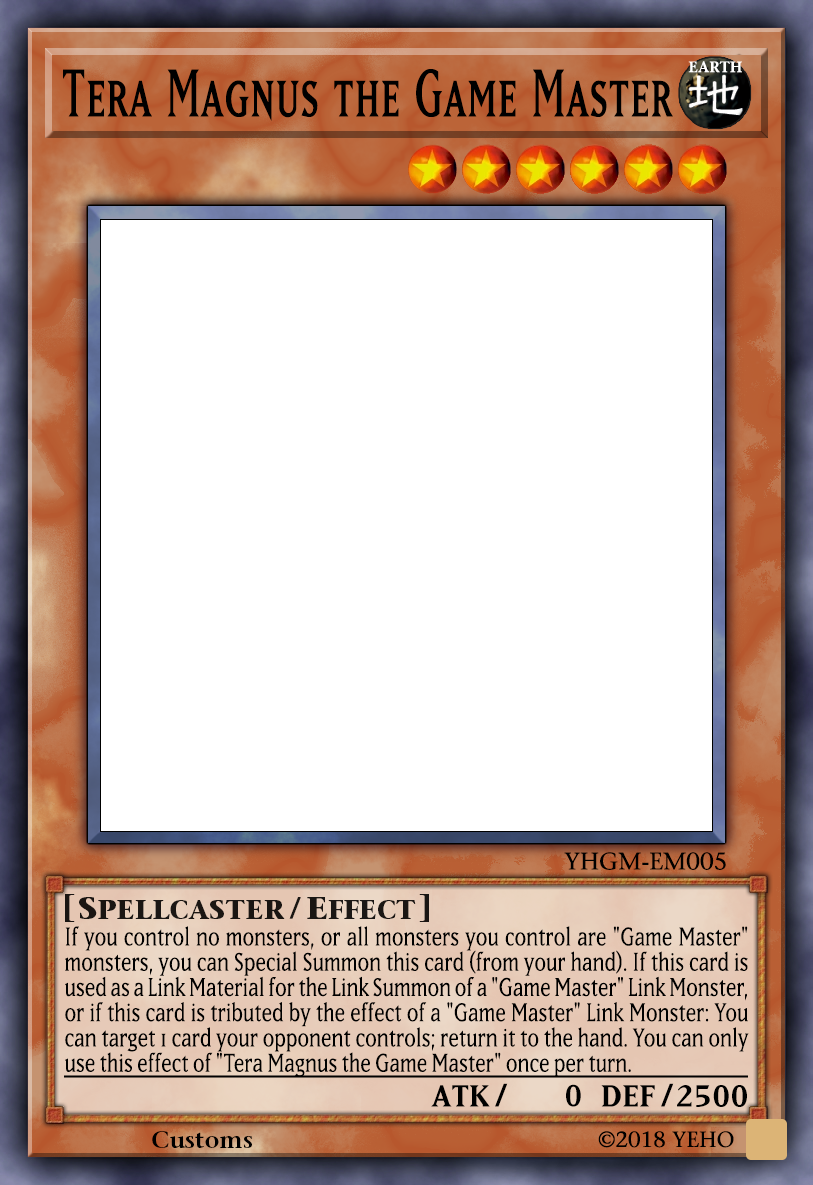 Tera Magnus the Game Master
EARTH
地
YHGM-EM005
[Spellcaster / Effect]
If you control no monsters, or all monsters you control are "Game Master"
monsters, you can Special Summon this card (from your hand). If this card is
used as a Link Material for the Link Summon of a "Game Master" Link Monster,
or if this card is tributed by the effect of a "Game Master" Link Monster: You
can target 1 card your opponent controls; return it to the hand. You can only
use this effect of "Tera Magnus the Game Master" once per turn.
ATK / 0 DEF / 2500
Customs ©2018 YEHO